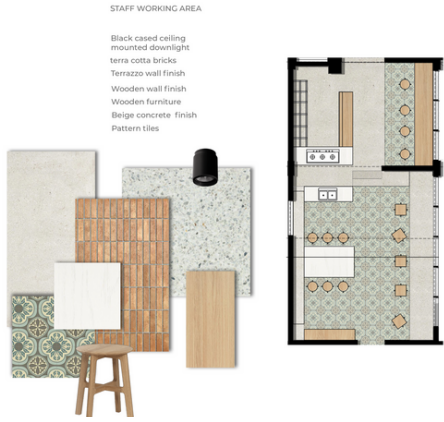 STAFF WORKING AREA
Black cased ceiling
mounted downlight
terra cotta bricks
Terrazzo wall finish
Wooden wall finish
Wooden furniture
Beige concrete finish
Pattern tiles